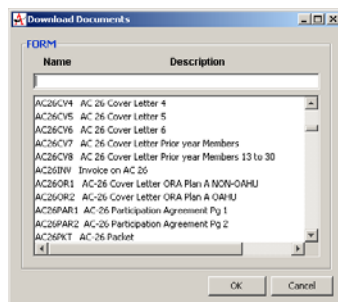 Download Documents
FORM
Name Description
AC26CV4 AC 26 Cover Letter 4
AC26CV5 AC 26 Cover Letter 5
AC26CV6 AC 26 Cover Letter 6
AC26CV7 AC 26 Cover Letter Prior year Members
AC26CV8 AC 26 Cover Letter Prior year Members 13 to 30
AC26INV Invoice on AC 26
AC26OR1 AC-26 Cover Letter ORA Plan A NON-OAHU
AC26OR2 AC-26 Cover Letter ORA Plan A OAHU
AC26PAR1 AC-26 Participation Agreement Pg 1
AC26PAR2 AC-26 Participation Agreement Pg 2
AC26PKT AC-26 Packet
OK Cancel